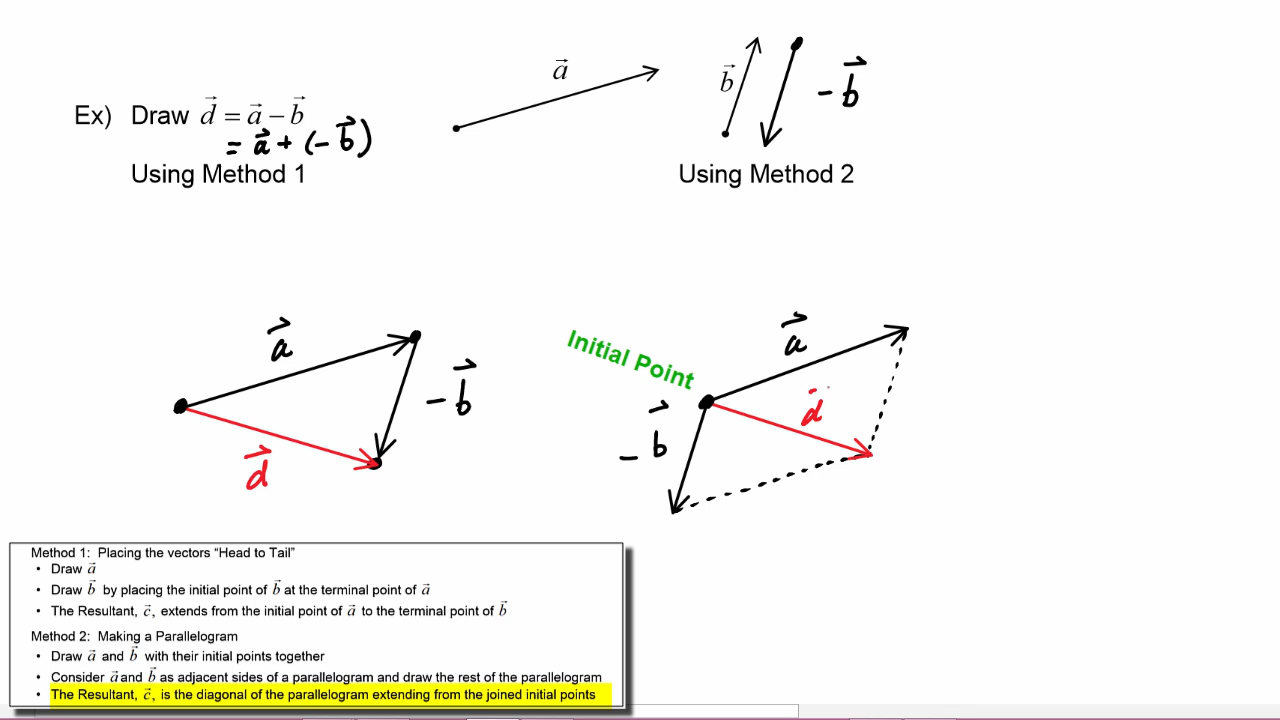 a⃗
b⃗
-b⃗
Ex) Draw d⃗ = a⃗ − b⃗
= a⃗ + (-b⃗)
Using Method 1
Using Method 2
a⃗
-b⃗
d⃗
Initial Point
a⃗
-b⃗
d⃗
Method 1: Placing the vectors “Head to Tail”
• Draw a⃗
• Draw b⃗ by placing the initial point of b⃗ at the terminal point of a⃗
• The Resultant, c⃗, extends from the initial point of a⃗ to the terminal point of b⃗
Method 2: Making a Parallelogram
• Draw a⃗ and b⃗ with their initial points together
• Consider a⃗ and b⃗ as adjacent sides of a parallelogram and draw the rest of the parallelogram
• The Resultant, c⃗, is the diagonal of the parallelogram extending from the joined initial points